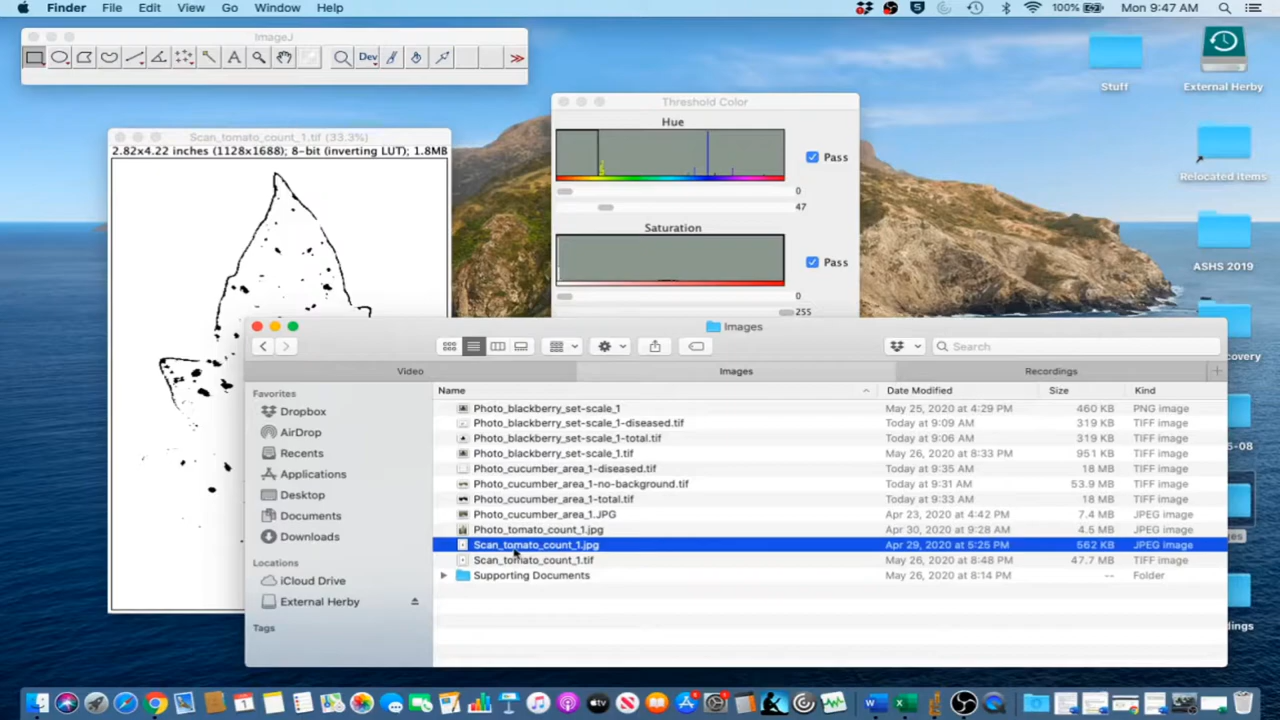 Finder File Edit View Go Window Help 100% Mon 9:47 AM
ImageJ
Dev
Stuff
External Herby
Threshold Color
Hue
Pass
0
47
Scan_tomato_count_1.tif (33.3%)
2.82x4.22 inches (1128x1688); 8-bit (inverting LUT); 1.8MB
Relocated Items
Saturation
Pass
0
255
ASHS 2019
Images
Search
Video Images Recordings
Favorites
Dropbox
AirDrop
Recents
Applications
Desktop
Documents
Downloads
Locations
iCloud Drive
External Herby
Tags
Name Date Modified Size Kind
Photo_blackberry_set-scale_1 May 25, 2020 at 4:29 PM 460 KB PNG image
Photo_blackberry_set-scale_1-diseased.tif Today at 9:09 AM 319 KB TIFF image
Photo_blackberry_set-scale_1-total.tif Today at 9:06 AM 319 KB TIFF image
Photo_blackberry_set-scale_1.tif May 26, 2020 at 8:33 PM 951 KB TIFF image
Photo_cucumber_area_1-diseased.tif Today at 9:35 AM 18 MB TIFF image
Photo_cucumber_area_1-no-background.tif Today at 9:31 AM 53.9 MB TIFF image
Photo_cucumber_area_1-total.tif Today at 9:33 AM 18 MB TIFF image
Photo_cucumber_area_1.JPG Apr 23, 2020 at 4:42 PM 7.4 MB JPEG image
Photo_tomato_count_1.jpg Apr 30, 2020 at 9:28 AM 4.5 MB JPEG image
Scan_tomato_count_1.jpg Apr 29, 2020 at 5:25 PM 562 KB JPEG image
Scan_tomato_count_1.tif May 26, 2020 at 8:48 PM 47.7 MB TIFF image
Supporting Documents May 26, 2020 at 8:14 PM -- Folder
covery
5-08
es
dings